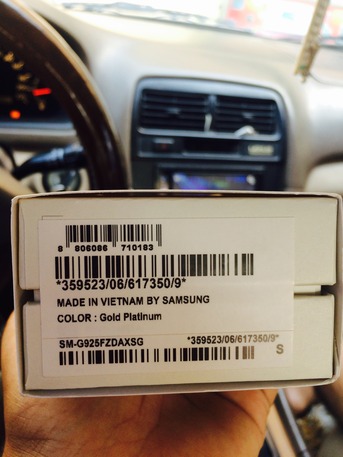 8 806086 710183
*359523/06/617350/9*
MADE IN VIETNAM BY SAMSUNG
COLOR : Gold Platinum
SM-G925FZDAXSG *359523/06/617350/9*
S